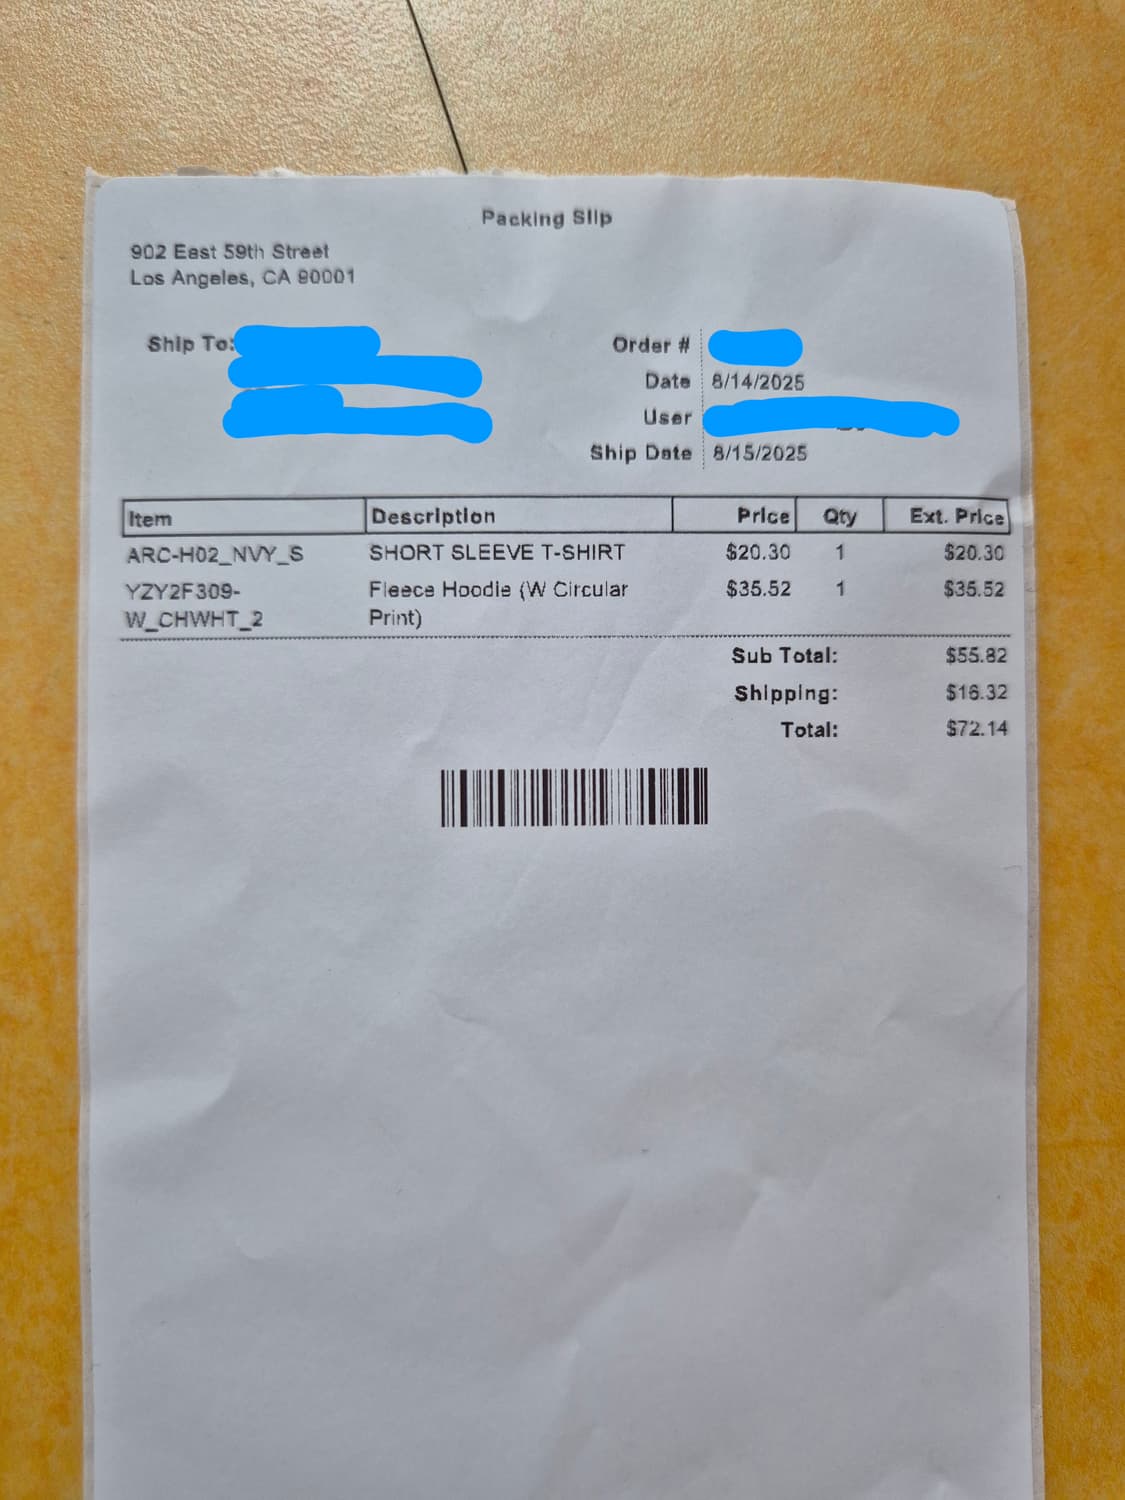 Packing Slip
902 East 59th Street
Los Angeles, CA 90001
Ship To:
Order #
Date 8/14/2025
User
Ship Date 8/15/2025
Item Description Price Qty Ext. Price
ARC-H02_NVY_S SHORT SLEEVE T-SHIRT $20.30 1 $20.30
YZY2F309- Fleece Hoodie (W Circular $35.52 1 $35.52
W_CHWHT_2 Print)
Sub Total: $55.82
Shipping: $16.32
Total: $72.14